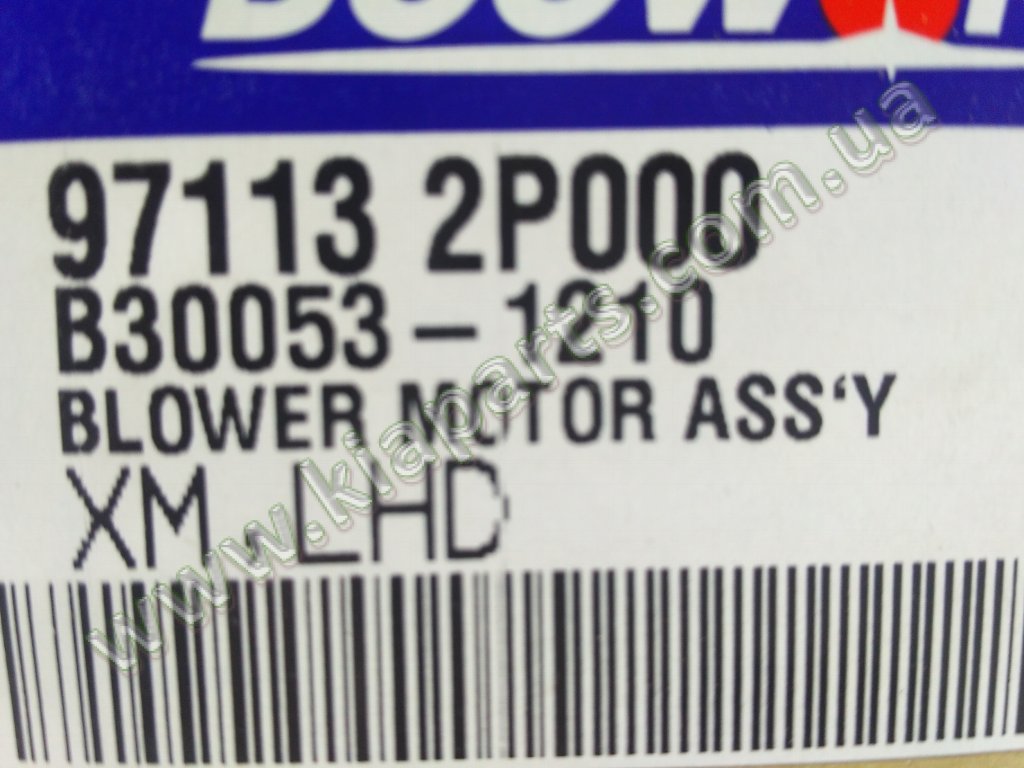 97113 2P000
B30053-1210
BLOWER MOTOR ASS'Y
XM, LHD
www.kiaparts.com.ua